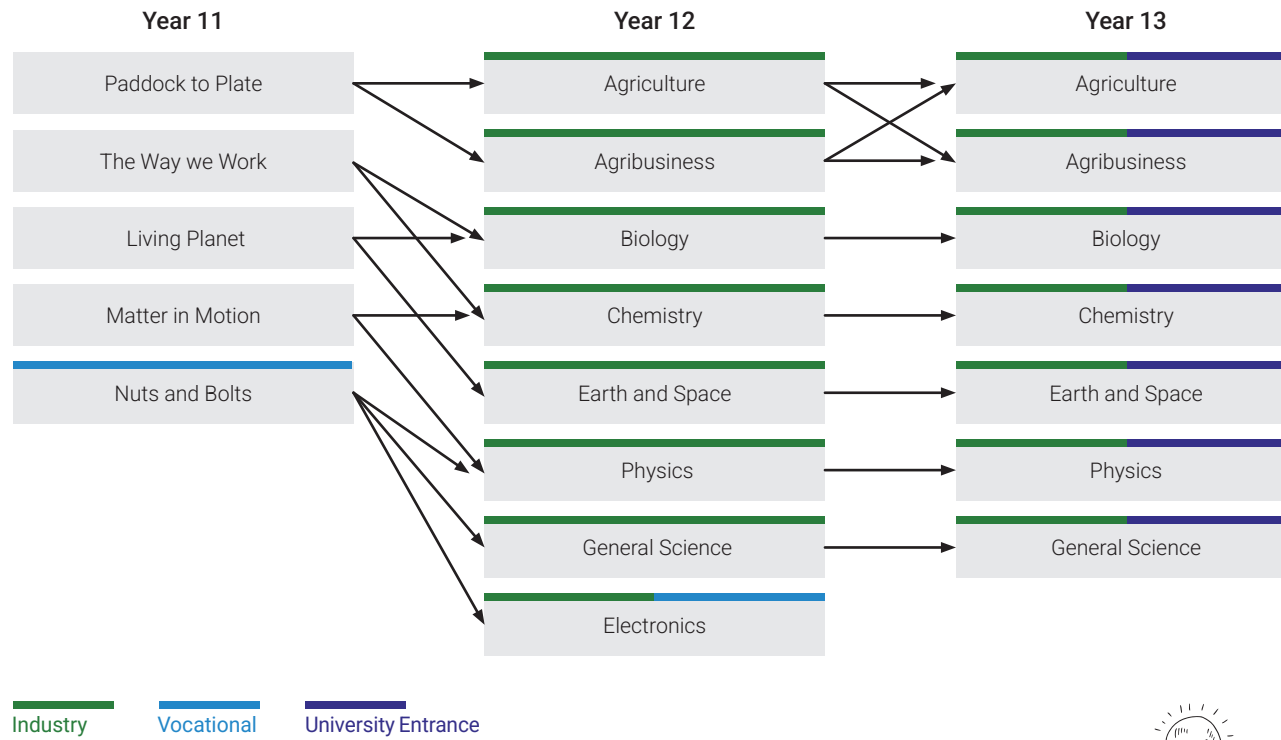 Year 11
Year 12
Year 13
Paddock to Plate
Agriculture
Agriculture
The Way we Work
Agribusiness
Agribusiness
Living Planet
Biology
Biology
Matter in Motion
Chemistry
Chemistry
Nuts and Bolts
Earth and Space
Earth and Space
Physics
Physics
General Science
General Science
Electronics
Industry
Vocational
University Entrance